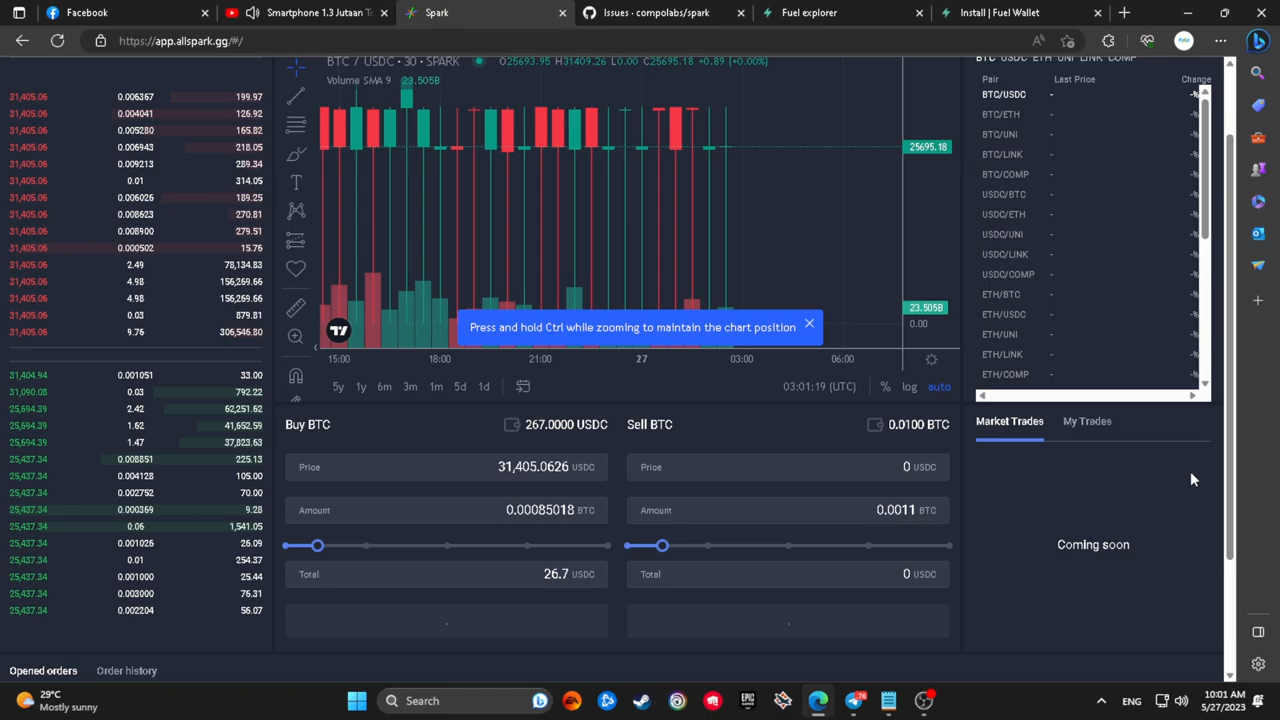 Facebook
Smartphone 1.3 Jutaan T
Spark
Issues · compolabs/spark
Fuel explorer
Install | Fuel Wallet
https://app.allspark.gg/#/
31,405.06 0.006367 199.97
31,405.06 0.004041 126.92
31,405.06 0.005280 165.82
31,405.06 0.006943 218.05
31,405.06 0.009213 289.34
31,405.06 0.01 314.05
31,405.06 0.006026 189.25
31,405.06 0.008623 270.81
31,405.06 0.008900 279.51
31,405.06 0.000502 15.76
31,405.06 2.49 78,134.83
31,405.06 4.98 156,269.66
31,405.06 4.98 156,269.66
31,405.06 0.03 879.81
31,405.06 9.76 306,546.80
31,404.94 0.001051 33.00
31,090.08 0.03 792.22
25,694.39 2.42 62,251.62
25,694.39 1.62 41,652.59
25,694.39 1.47 37,823.63
25,437.34 0.008851 225.13
25,437.34 0.004128 105.00
25,437.34 0.002752 70.00
25,437.34 0.000369 9.28
25,437.34 0.06 1,541.05
25,437.34 0.001026 26.09
25,437.34 0.01 254.37
25,437.34 0.001000 25.44
25,437.34 0.003000 76.31
25,437.34 0.002204 56.07
BTC / USDC · 30 · SPARK O25693.95 H31409.26 L0.00 C25695.18 +0.89 (+0.00%)
Volume SMA 9 23.505B
25695.18
23.505B
0.00
Press and hold Ctrl while zooming to maintain the chart position
15:00 18:00 21:00 27 03:00 06:00
5y 1y 6m 3m 1m 5d 1d 03:01:19 (UTC) % log auto
Buy BTC 267.0000 USDC
Price 31,405.0626 USDC
Amount 0.00085018 BTC
Total 26.7 USDC
Sell BTC 0.0100 BTC
Price 0 USDC
Amount 0.0011 BTC
Total 0 USDC
BTC USDC ETH UNI LINK COMP
Pair Last Price Change
BTC/USDC - -%
BTC/ETH - -%
BTC/UNI - -%
BTC/LINK - -%
BTC/COMP - -%
USDC/BTC - -%
USDC/ETH - -%
USDC/UNI - -%
USDC/LINK - -%
USDC/COMP - -%
ETH/BTC - -%
ETH/USDC - -%
ETH/UNI - -%
ETH/LINK - -%
ETH/COMP - -%
Market Trades My Trades
Coming soon
Opened orders Order history
29°C
Mostly sunny
Search
76
ENG
10:01 AM
5/27/2023